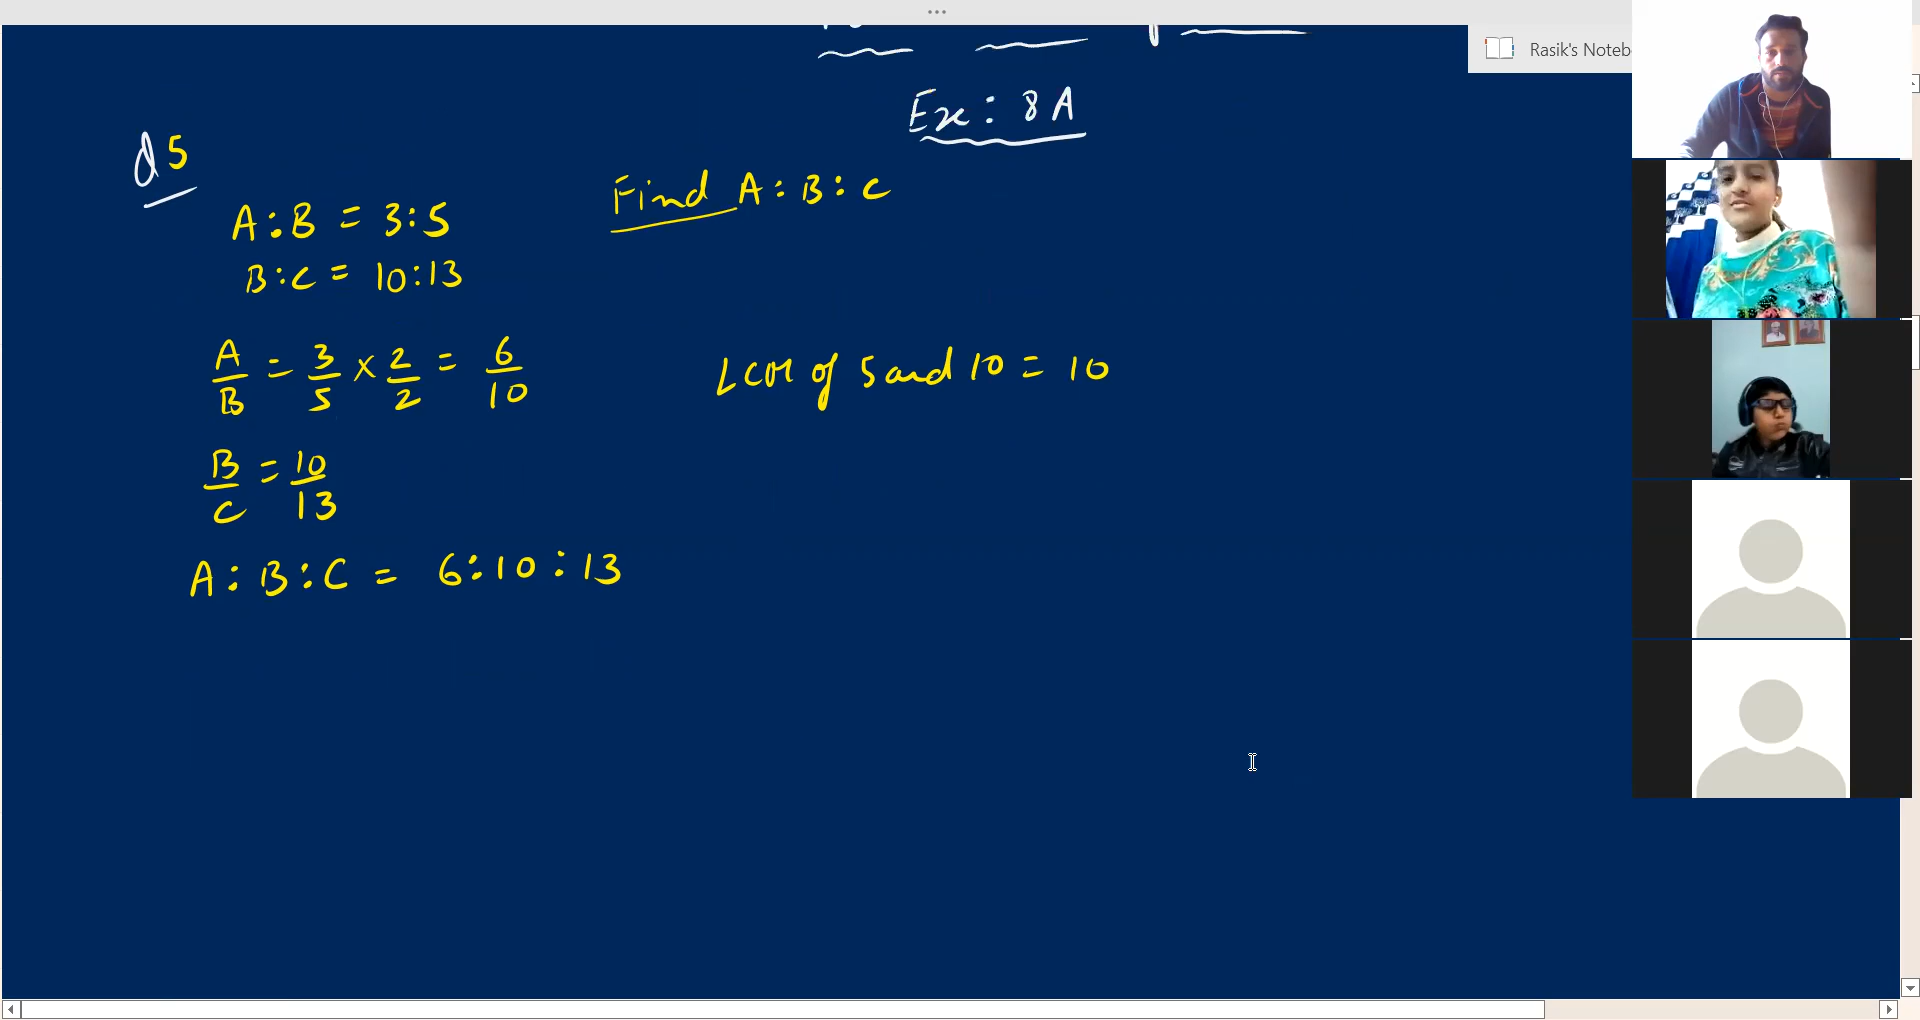 Rasik's Noteb
Ex: 8A
Q5
Find A:B:C
A:B = 3:5
B:C = 10:13
A/B = 3/5 × 2/2 = 6/10
LCM of 5 and 10 = 10
B/C = 10/13
A:B:C = 6:10:13